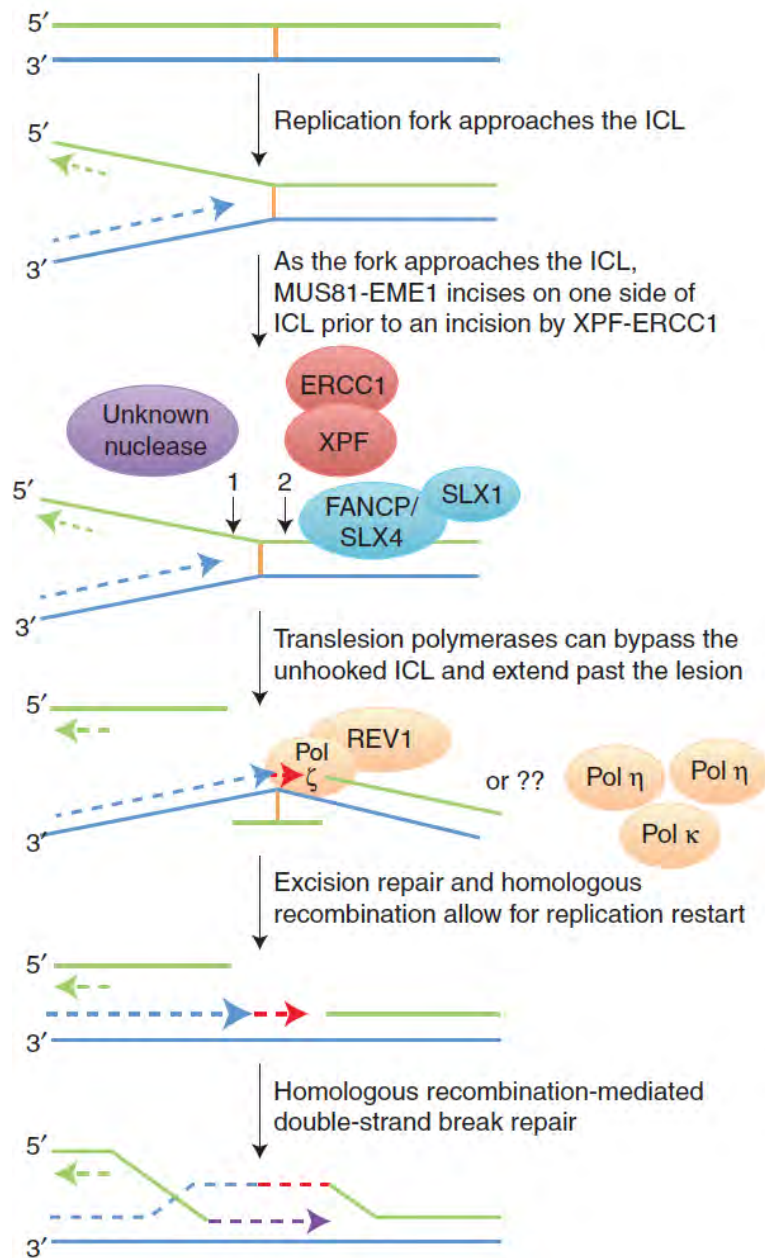 5′
3′
Replication fork approaches the ICL
5′
3′
As the fork approaches the ICL,
MUS81-EME1 incises on one side of
ICL prior to an incision by XPF-ERCC1
ERCC1
Unknown
nuclease
XPF
1
2
SLX1
FANCP/
SLX4
5′
3′
Translesion polymerases can bypass the
unhooked ICL and extend past the lesion
5′
REV1
Pol
ζ
or ??
Pol η
Pol η
Pol κ
3′
Excision repair and homologous
recombination allow for replication restart
5′
3′
Homologous recombination-mediated
double-strand break repair
5′
3′